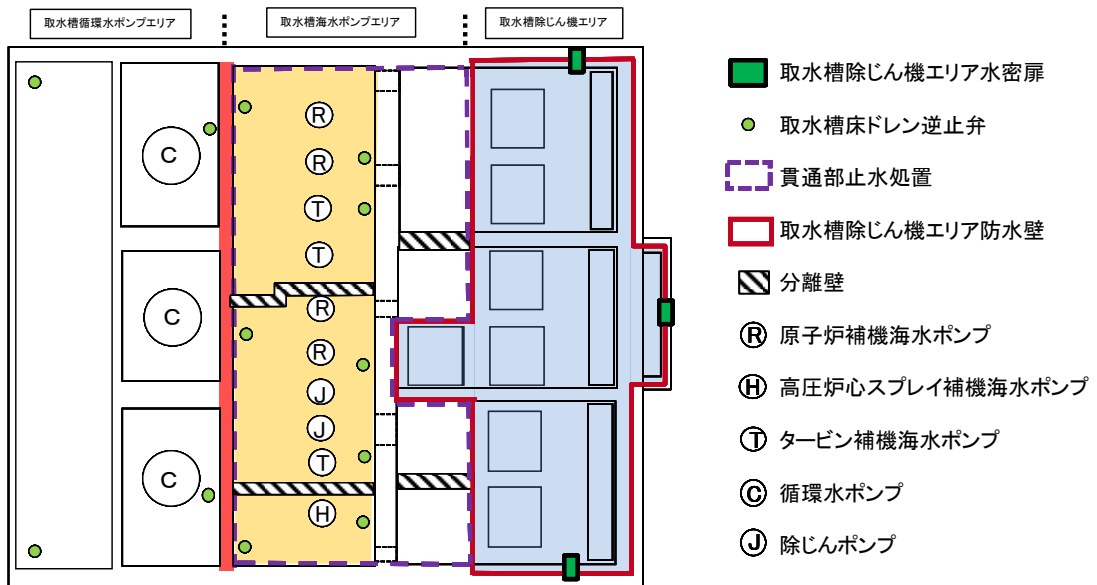 取水槽循環水ポンプエリア
取水槽海水ポンプエリア
取水槽除じん機エリア
R
R
T
T
R
R
J
J
T
H
C
C
C
取水槽除じん機エリア水密扉
取水槽床ドレン逆止弁
貫通部止水処置
取水槽除じん機エリア防水壁
分離壁
R 原子炉補機海水ポンプ
H 高圧炉心スプレイ補機海水ポンプ
T タービン補機海水ポンプ
C 循環水ポンプ
J 除じんポンプ